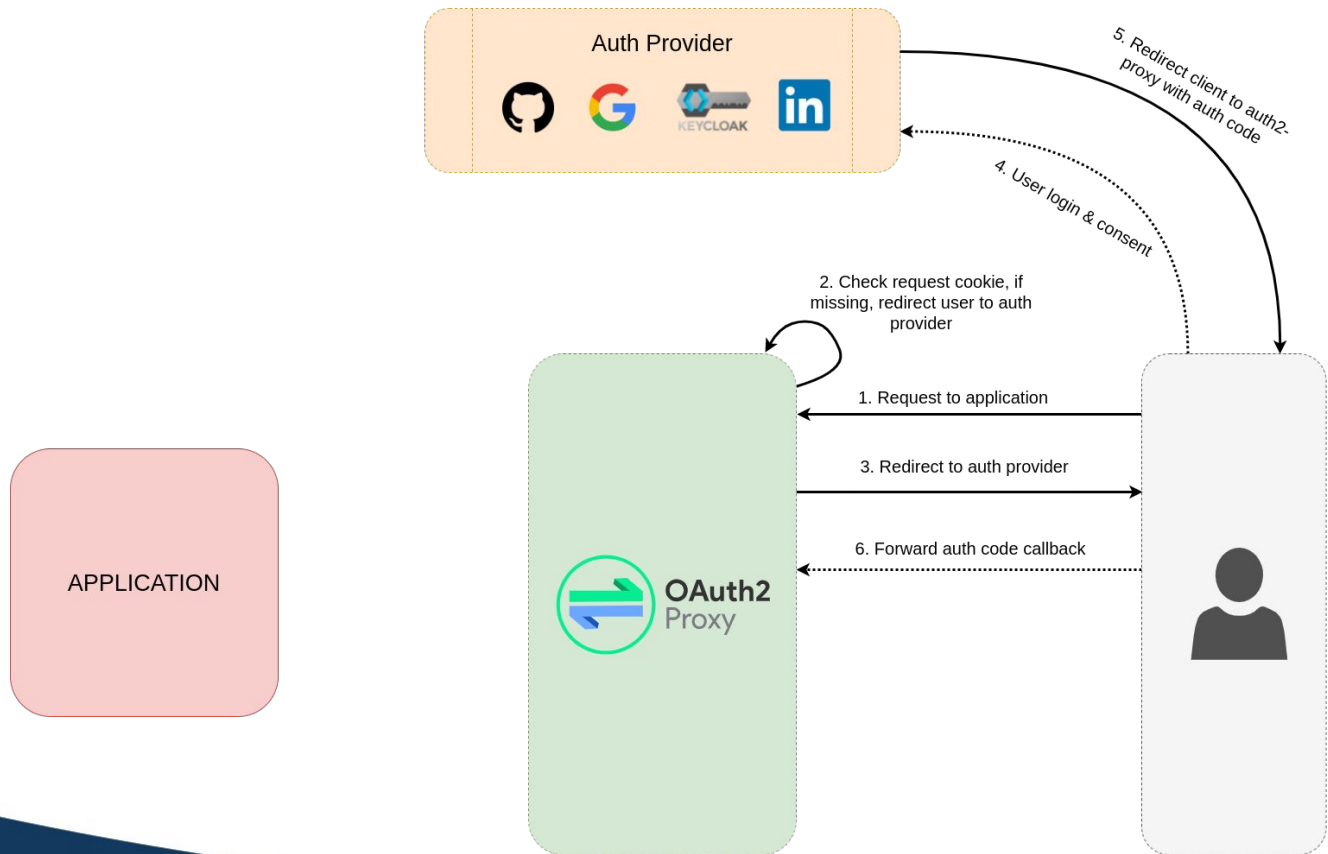 Auth Provider
KEYCLOAK
in
5. Redirect client to auth2-
proxy with auth code
4. User login & consent
2. Check request cookie, if
missing, redirect user to auth
provider
1. Request to application
3. Redirect to auth provider
6. Forward auth code callback
APPLICATION
OAuth2
Proxy